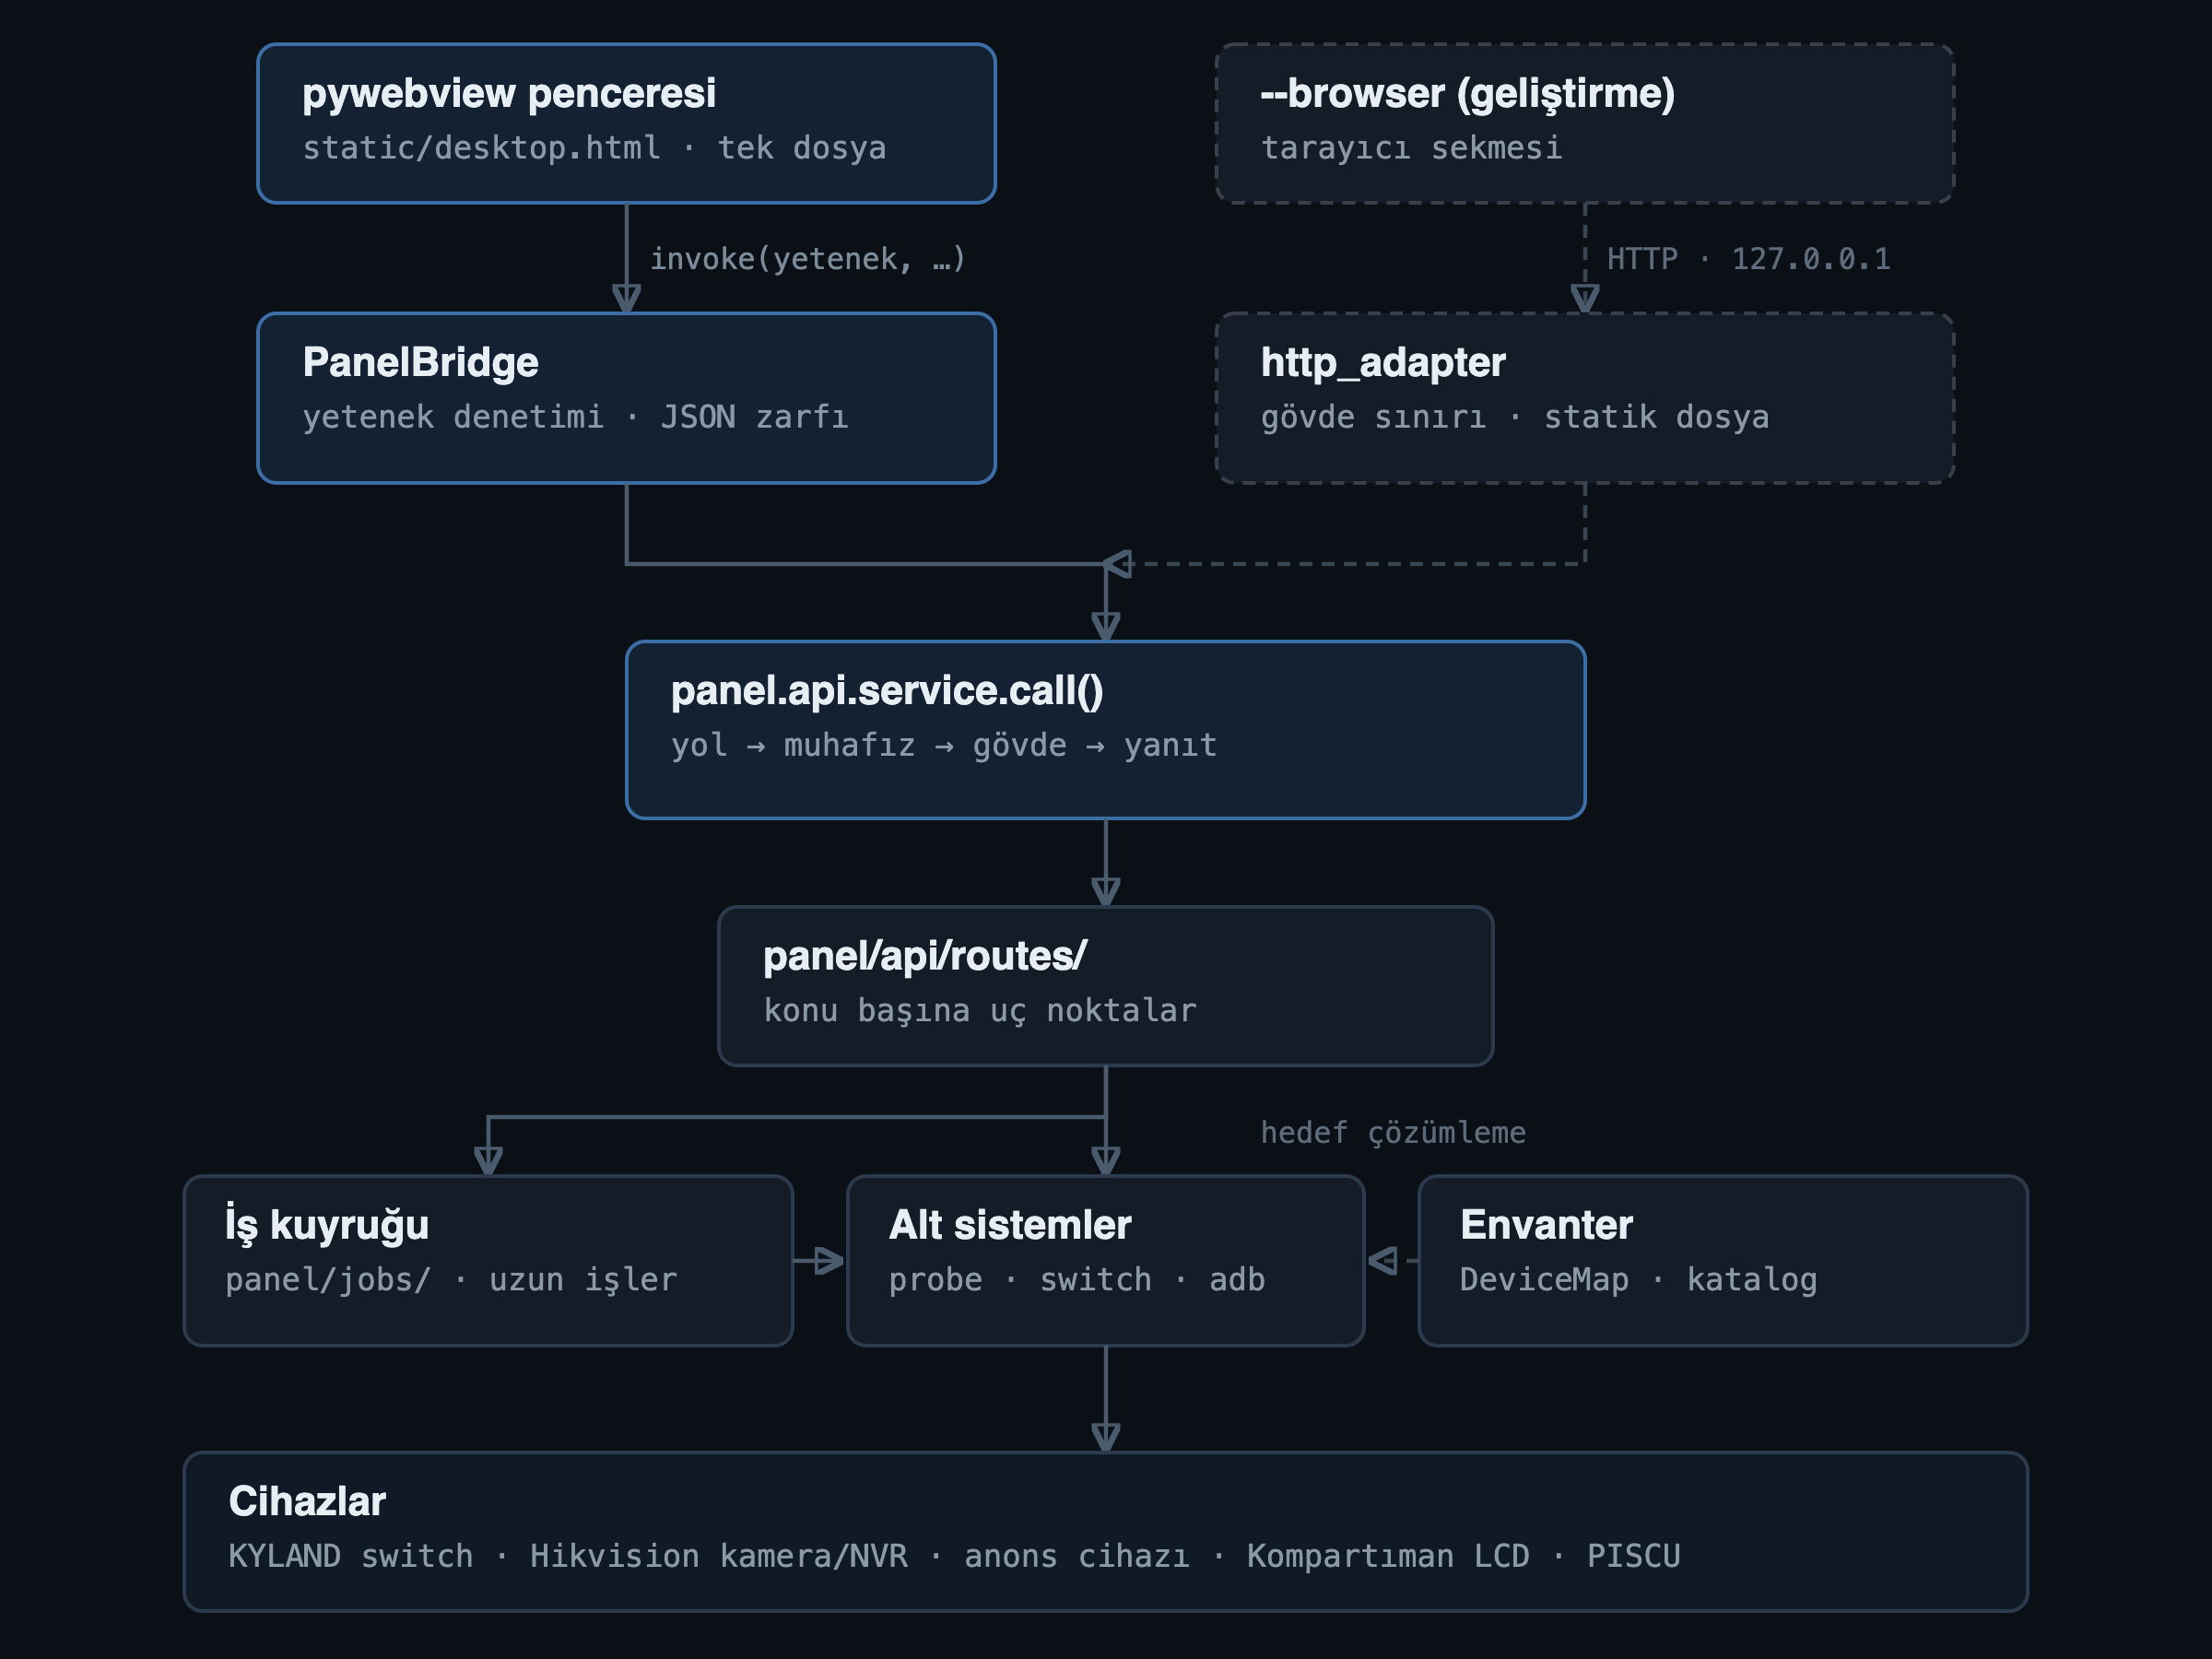 pywebview penceresi
static/desktop.html · tek dosya
--browser (geliştirme)
tarayıcı sekmesi
invoke(yetenek, …)
HTTP · 127.0.0.1
PanelBridge
yetenek denetimi · JSON zarfı
http_adapter
gövde sınırı · statik dosya
panel.api.service.call()
yol → muhafız → gövde → yanıt
panel/api/routes/
konu başına uç noktalar
hedef çözümleme
İş kuyruğu
panel/jobs/ · uzun işler
Alt sistemler
probe · switch · adb
Envanter
DeviceMap · katalog
Cihazlar
KYLAND switch · Hikvision kamera/NVR · anons cihazı · Kompartıman LCD · PISCU